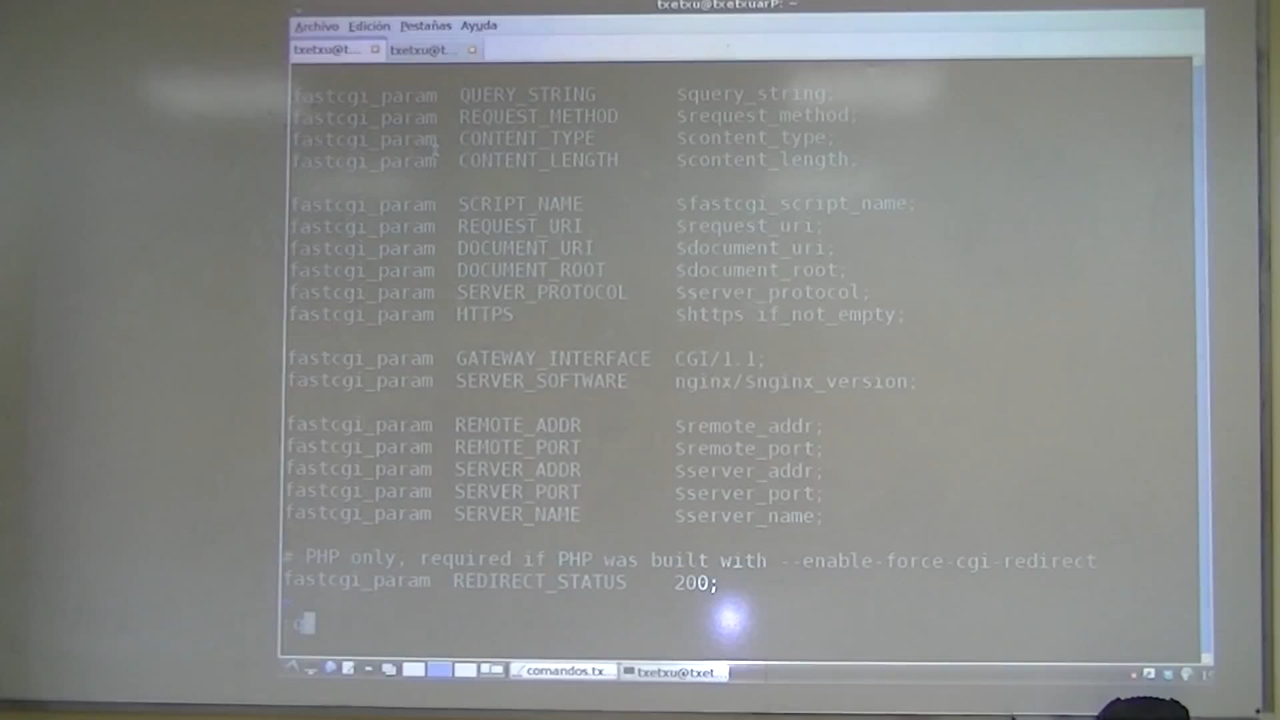 txetxu@txetxuarP: ~
Archivo Edición Pestañas Ayuda
txetxu@t... txetxu@t...
fastcgi_param QUERY_STRING $query_string;
fastcgi_param REQUEST_METHOD $request_method;
fastcgi_param CONTENT_TYPE $content_type;
fastcgi_param CONTENT_LENGTH $content_length;
fastcgi_param SCRIPT_NAME $fastcgi_script_name;
fastcgi_param REQUEST_URI $request_uri;
fastcgi_param DOCUMENT_URI $document_uri;
fastcgi_param DOCUMENT_ROOT $document_root;
fastcgi_param SERVER_PROTOCOL $server_protocol;
fastcgi_param HTTPS $https if_not_empty;
fastcgi_param GATEWAY_INTERFACE CGI/1.1;
fastcgi_param SERVER_SOFTWARE nginx/$nginx_version;
fastcgi_param REMOTE_ADDR $remote_addr;
fastcgi_param REMOTE_PORT $remote_port;
fastcgi_param SERVER_ADDR $server_addr;
fastcgi_param SERVER_PORT $server_port;
fastcgi_param SERVER_NAME $server_name;
# PHP only, required if PHP was built with --enable-force-cgi-redirect
fastcgi_param REDIRECT_STATUS 200;
comandos.tx... txetxu@txet...